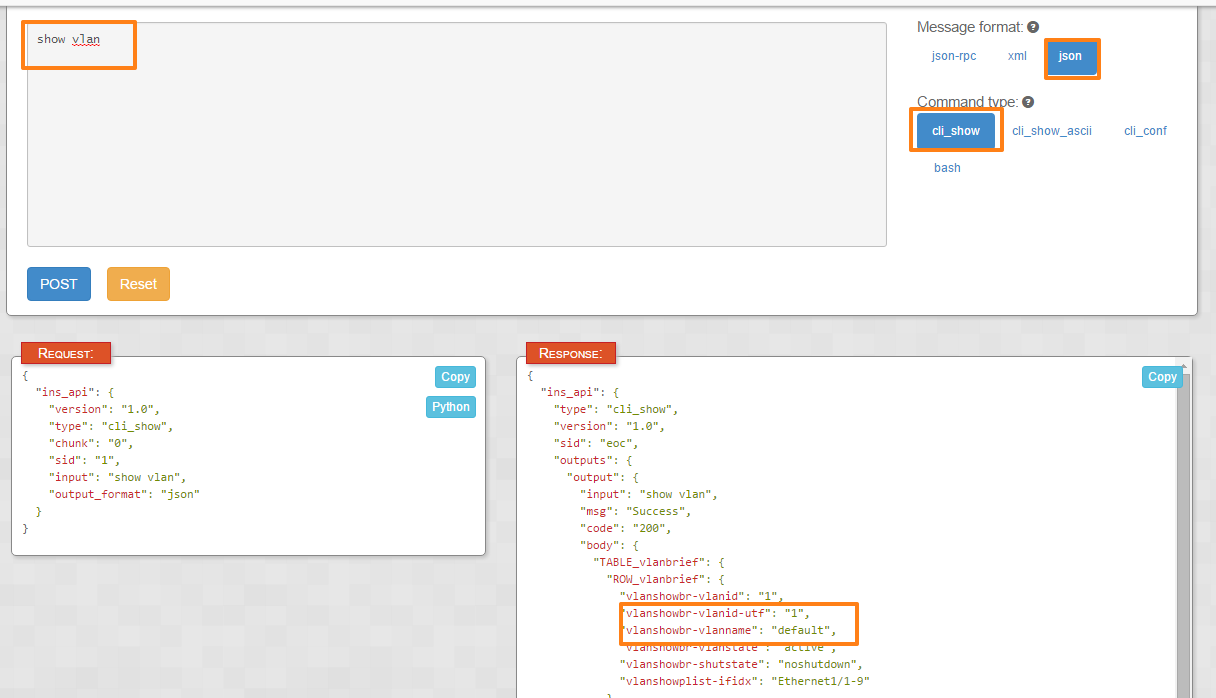 show vlan
Message format:
json-rpc xml json
Command type:
cli_show cli_show_ascii cli_conf
bash
POST Reset
REQUEST:
Copy
Python
{
"ins_api": {
"version": "1.0",
"type": "cli_show",
"chunk": "0",
"sid": "1",
"input": "show vlan",
"output_format": "json"
}
}
RESPONSE:
Copy
{
"ins_api": {
"type": "cli_show",
"version": "1.0",
"sid": "eoc",
"outputs": {
"output": {
"input": "show vlan",
"msg": "Success",
"code": "200",
"body": {
"TABLE_vlanbrief": {
"ROW_vlanbrief": {
"vlanshowbr-vlanid": "1",
"vlanshowbr-vlanid-utf": "1",
"vlanshowbr-vlanname": "default",
"vlanshowbr-vlanstate": "active",
"vlanshowbr-shutstate": "noshutdown",
"vlanshowplist-ifidx": "Ethernet1/1-9"
}